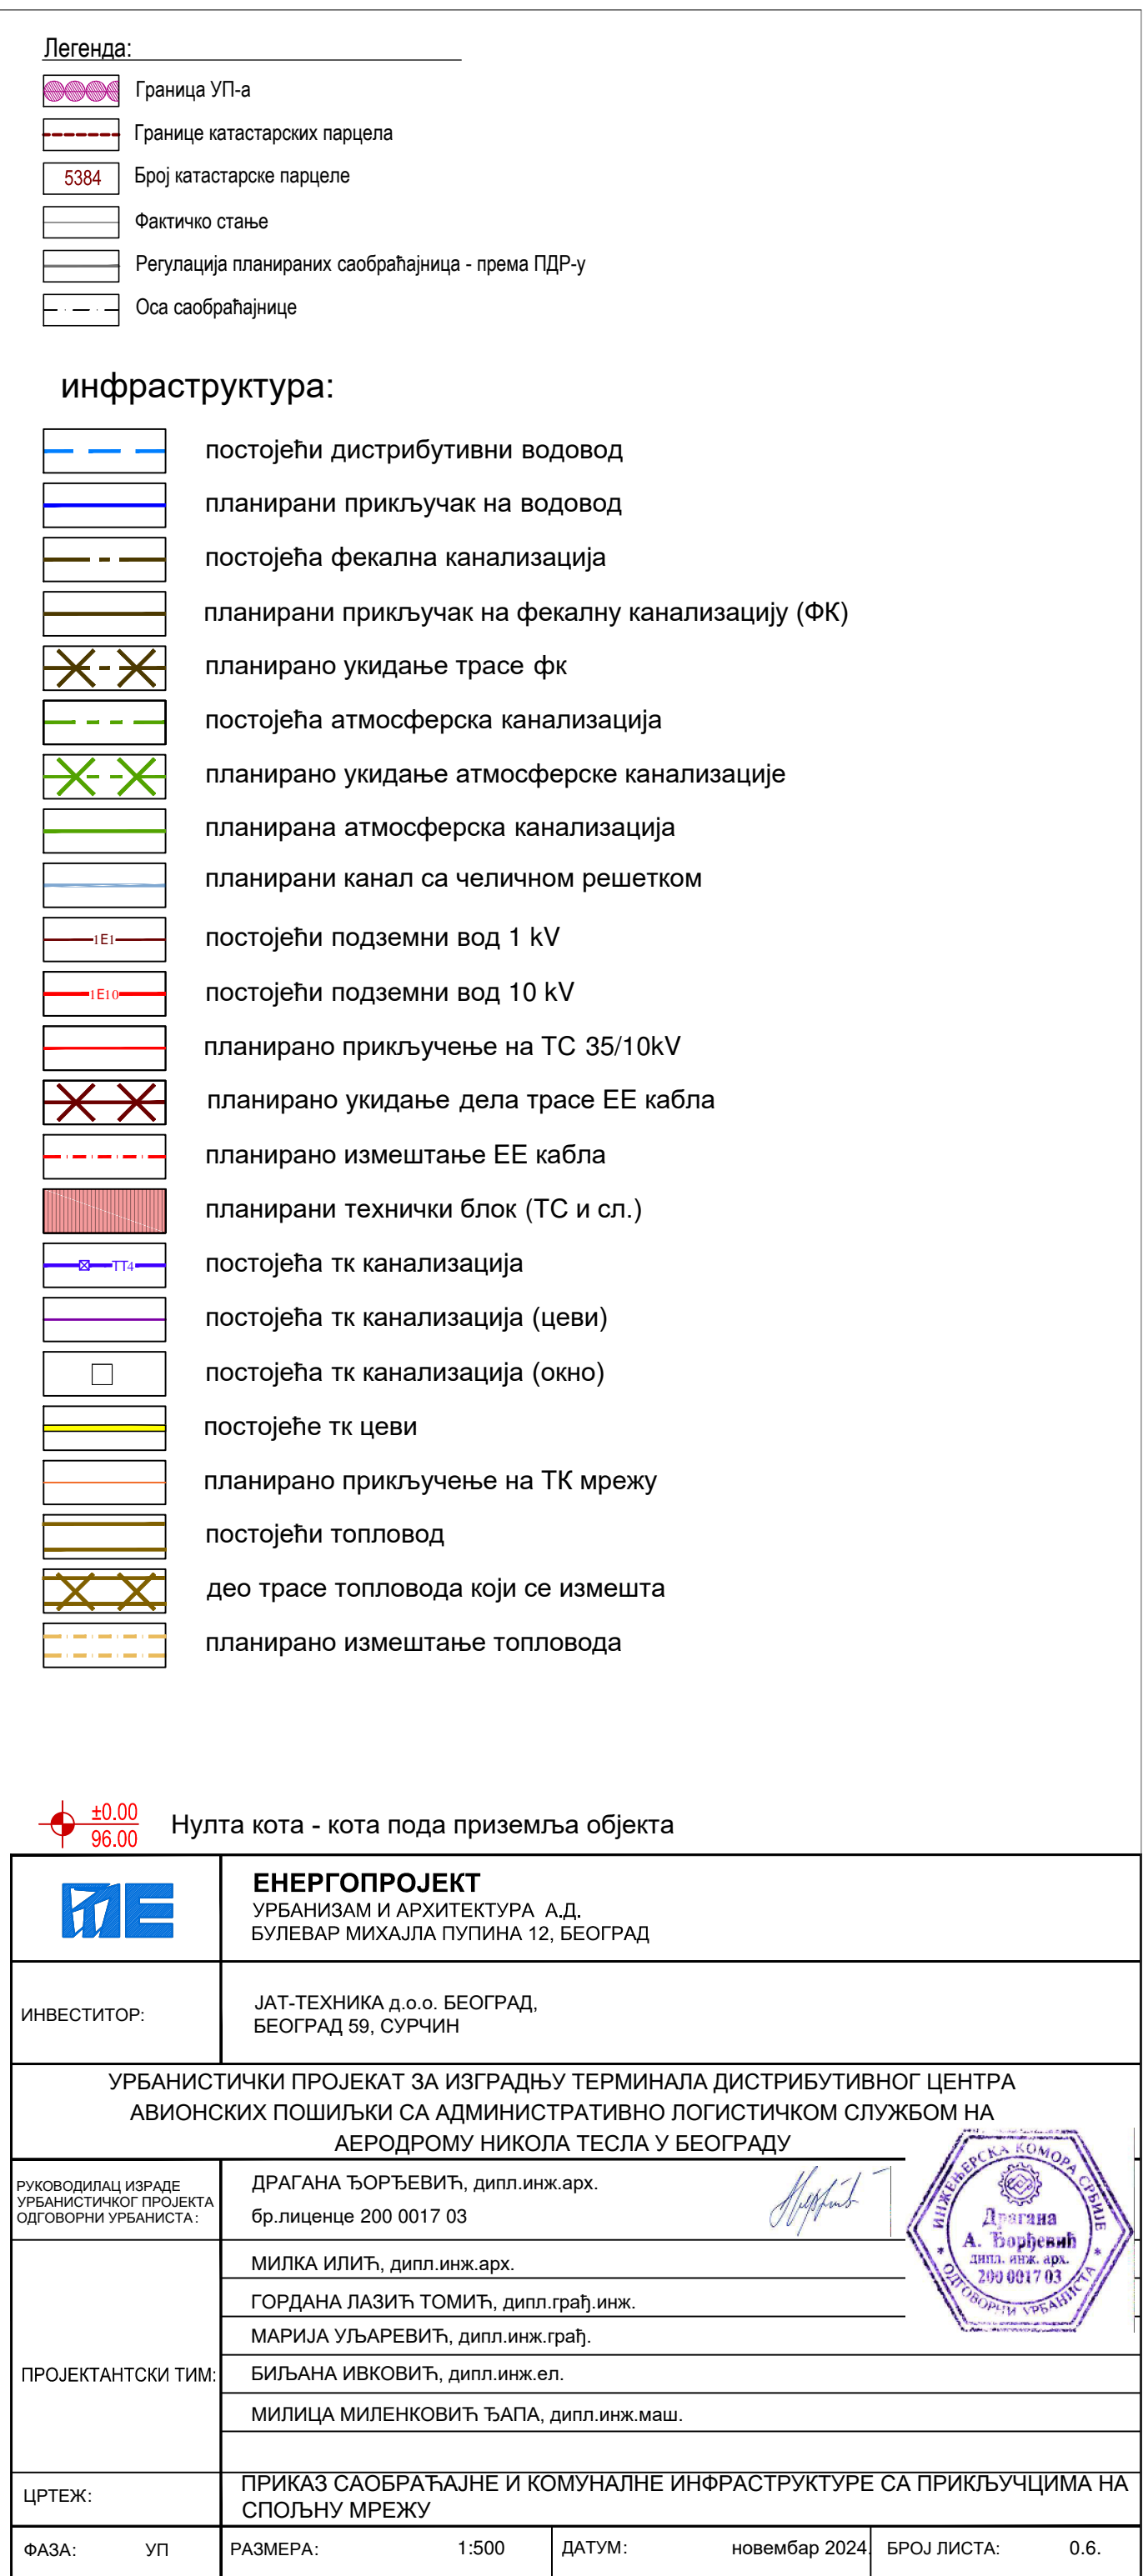 Легенда:
Граница УП-а
Границе катастарских парцела
5384 Број катастарске парцеле
Фактичко стање
Регулација планираних саобраћајница - према ПДР-у
Оса саобраћајнице
инфраструктура:
постојећи дистрибутивни водовод
планирани прикључак на водовод
постојећа фекална канализација
планирани прикључак на фекалну канализацију (ФК)
планирано укидање трасе фк
постојећа атмосферска канализација
планирано укидање атмосферске канализације
планирана атмосферска канализација
планирани канал са челичном решетком
1Е1 постојећи подземни вод 1 kV
1Е10 постојећи подземни вод 10 kV
планирано прикључење на ТС 35/10kV
планирано укидање дела трасе ЕЕ кабла
планирано измештање ЕЕ кабла
планирани технички блок (ТС и сл.)
ТТ4 постојећа тк канализација
постојећа тк канализација (цеви)
постојећа тк канализација (окно)
постојеће тк цеви
планирано прикључење на ТК мрежу
постојећи топловод
део трасе топловода који се измешта
планирано измештање топловода
±0.00
96.00
Нулта кота - кота пода приземља објекта
ЕНЕРГОПРОЈЕКТ
УРБАНИЗАМ И АРХИТЕКТУРА А.Д.
БУЛЕВАР МИХАЈЛА ПУПИНА 12, БЕОГРАД
ИНВЕСТИТОР:
ЈАТ-ТЕХНИКА д.о.о. БЕОГРАД,
БЕОГРАД 59, СУРЧИН
УРБАНИСТИЧКИ ПРОЈЕКАТ ЗА ИЗГРАДЊУ ТЕРМИНАЛА ДИСТРИБУТИВНОГ ЦЕНТРА
АВИОНСКИХ ПОШИЉКИ СА АДМИНИСТРАТИВНО ЛОГИСТИЧКОМ СЛУЖБОМ НА
АЕРОДРОМУ НИКОЛА ТЕСЛА У БЕОГРАДУ
РУКОВОДИЛАЦ ИЗРАДЕ
УРБАНИСТИЧКОГ ПРОЈЕКТА
ОДГОВОРНИ УРБАНИСТА:
ДРАГАНА ЂОРЂЕВИЋ, дипл.инж.арх.
бр.лиценце 200 0017 03
ИНЖЕЊЕРСКА КОМОРА СРБИЈЕ
Драгана
А. Ђорђевић
дипл. инж. арх.
200 0017 03
* ОДГОВОРНИ УРБАНИСТА *
ПРОЈЕКТАНТСКИ ТИМ:
МИЛКА ИЛИЋ, дипл.инж.арх.
ГОРДАНА ЛАЗИЋ ТОМИЋ, дипл.грађ.инж.
МАРИЈА УЉАРЕВИЋ, дипл.инж.грађ.
БИЉАНА ИВКОВИЋ, дипл.инж.ел.
МИЛИЦА МИЛЕНКОВИЋ ЂАПА, дипл.инж.маш.
ЦРТЕЖ:
ПРИКАЗ САОБРАЋАЈНЕ И КОМУНАЛНЕ ИНФРАСТРУКТУРЕ СА ПРИКЉУЧЦИМА НА
СПОЉНУ МРЕЖУ
ФАЗА: УП РАЗМЕРА: 1:500 ДАТУМ: новембар 2024. БРОЈ ЛИСТА: 0.6.